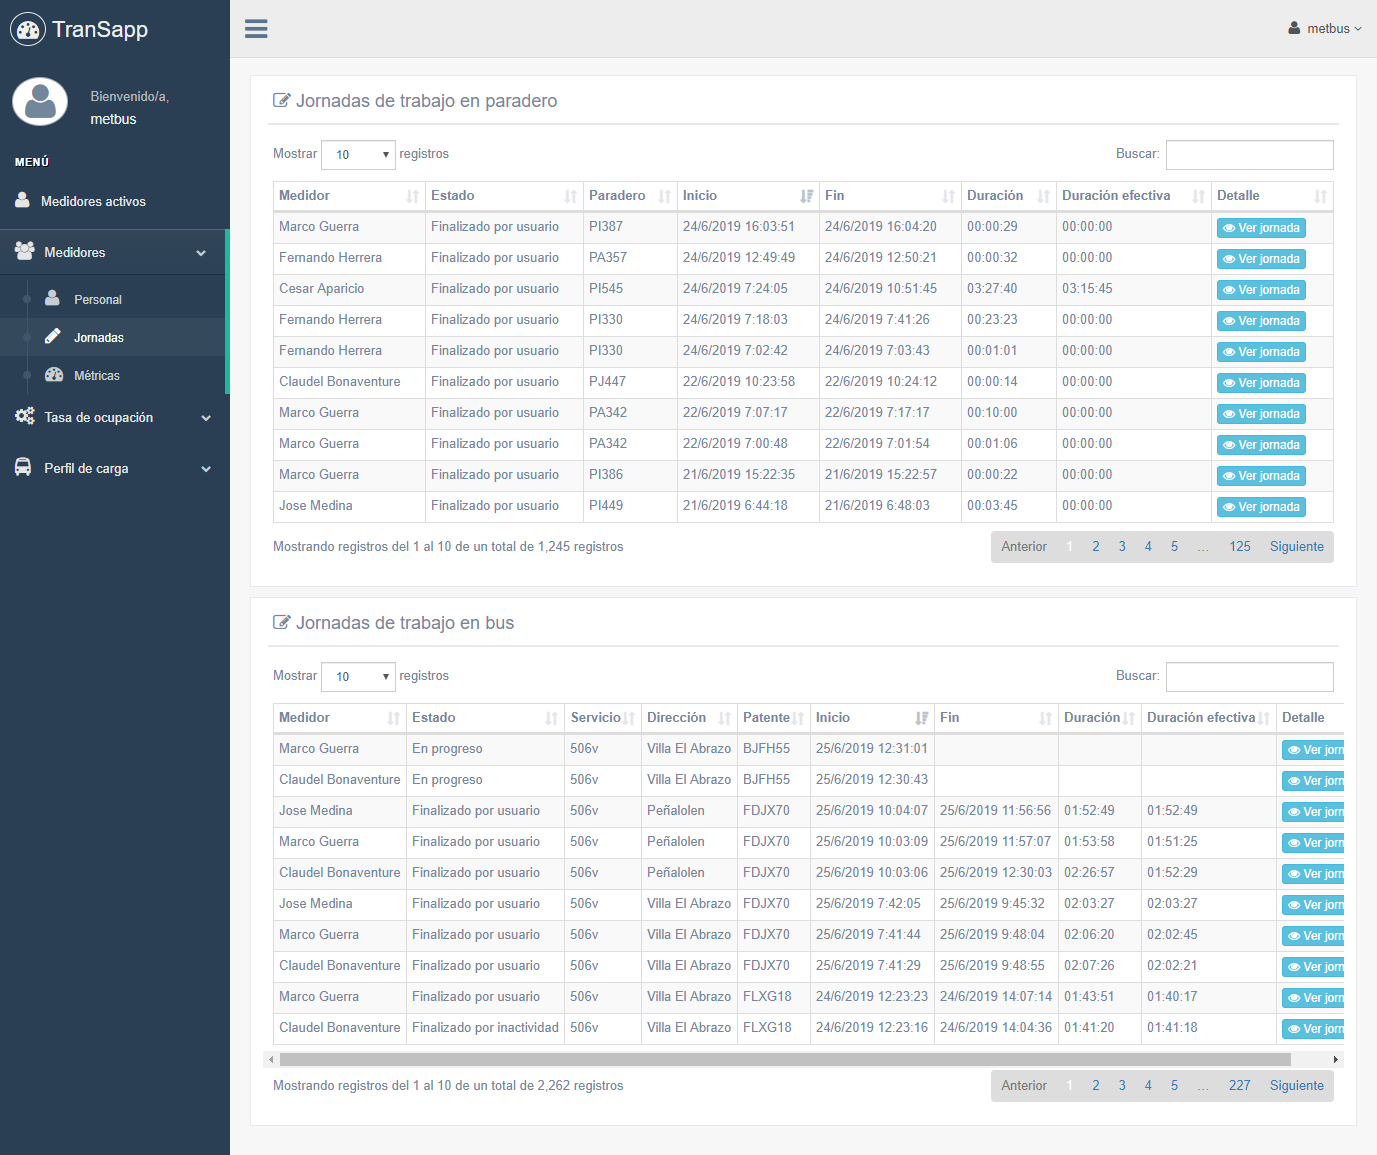 TranSapp
metbus
Bienvenido/a,
metbus
MENÚ
Medidores activos
Medidores
Personal
Jornadas
Métricas
Tasa de ocupación
Perfil de carga
Jornadas de trabajo en paradero
Mostrar 10 registros Buscar:
Medidor Estado Paradero Inicio Fin Duración Duración efectiva Detalle
Marco Guerra Finalizado por usuario PI387 24/6/2019 16:03:51 24/6/2019 16:04:20 00:00:29 00:00:00 Ver jornada
Fernando Herrera Finalizado por usuario PA357 24/6/2019 12:49:49 24/6/2019 12:50:21 00:00:32 00:00:00 Ver jornada
Cesar Aparicio Finalizado por usuario PI545 24/6/2019 7:24:05 24/6/2019 10:51:45 03:27:40 03:15:45 Ver jornada
Fernando Herrera Finalizado por usuario PI330 24/6/2019 7:18:03 24/6/2019 7:41:26 00:23:23 00:00:00 Ver jornada
Fernando Herrera Finalizado por usuario PI330 24/6/2019 7:02:42 24/6/2019 7:03:43 00:01:01 00:00:00 Ver jornada
Claudel Bonaventure Finalizado por usuario PJ447 22/6/2019 10:23:58 22/6/2019 10:24:12 00:00:14 00:00:00 Ver jornada
Marco Guerra Finalizado por usuario PA342 22/6/2019 7:07:17 22/6/2019 7:17:17 00:10:00 00:00:00 Ver jornada
Marco Guerra Finalizado por usuario PA342 22/6/2019 7:00:48 22/6/2019 7:01:54 00:01:06 00:00:00 Ver jornada
Marco Guerra Finalizado por usuario PI386 21/6/2019 15:22:35 21/6/2019 15:22:57 00:00:22 00:00:00 Ver jornada
Jose Medina Finalizado por usuario PI449 21/6/2019 6:44:18 21/6/2019 6:48:03 00:03:45 00:00:00 Ver jornada
Mostrando registros del 1 al 10 de un total de 1,245 registros Anterior 1 2 3 4 5 ... 125 Siguiente
Jornadas de trabajo en bus
Mostrar 10 registros Buscar:
Medidor Estado Servicio Dirección Patente Inicio Fin Duración Duración efectiva Detalle
Marco Guerra En progreso 506v Villa El Abrazo BJFH55 25/6/2019 12:31:01 Ver jorn
Claudel Bonaventure En progreso 506v Villa El Abrazo BJFH55 25/6/2019 12:30:43 Ver jorn
Jose Medina Finalizado por usuario 506v Peñalolen FDJX70 25/6/2019 10:04:07 25/6/2019 11:56:56 01:52:49 01:52:49 Ver jorn
Marco Guerra Finalizado por usuario 506v Peñalolen FDJX70 25/6/2019 10:03:09 25/6/2019 11:57:07 01:53:58 01:51:25 Ver jorn
Claudel Bonaventure Finalizado por usuario 506v Peñalolen FDJX70 25/6/2019 10:03:06 25/6/2019 12:30:03 02:26:57 01:52:29 Ver jorn
Jose Medina Finalizado por usuario 506v Villa El Abrazo FDJX70 25/6/2019 7:42:05 25/6/2019 9:45:32 02:03:27 02:03:27 Ver jorn
Marco Guerra Finalizado por usuario 506v Villa El Abrazo FDJX70 25/6/2019 7:41:44 25/6/2019 9:48:04 02:06:20 02:02:45 Ver jorn
Claudel Bonaventure Finalizado por usuario 506v Villa El Abrazo FDJX70 25/6/2019 7:41:29 25/6/2019 9:48:55 02:07:26 02:02:21 Ver jorn
Marco Guerra Finalizado por usuario 506v Villa El Abrazo FLXG18 24/6/2019 12:23:23 24/6/2019 14:07:14 01:43:51 01:40:17 Ver jorn
Claudel Bonaventure Finalizado por inactividad 506v Villa El Abrazo FLXG18 24/6/2019 12:23:16 24/6/2019 14:04:36 01:41:20 01:41:18 Ver jorn
Mostrando registros del 1 al 10 de un total de 2,262 registros Anterior 1 2 3 4 5 ... 227 Siguiente